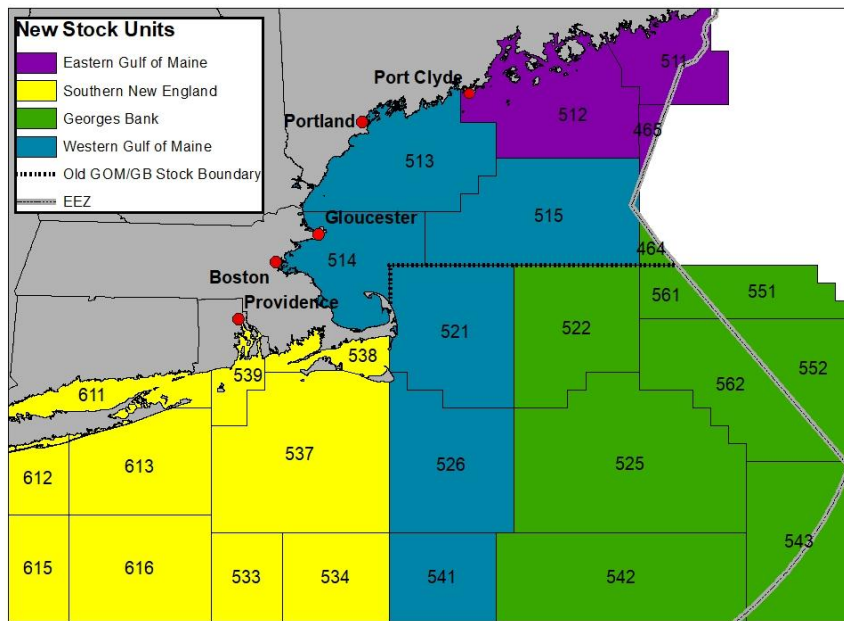 New Stock Units
Eastern Gulf of Maine
Southern New England
Georges Bank
Western Gulf of Maine
Old GOM/GB Stock Boundary
EEZ
Port Clyde
511
Portland
512
465
513
515
Gloucester
464
514
Boston
561
551
Providence
521
522
538
552
539
562
611
537
526
525
613
612
543
615
616
533
534
541
542